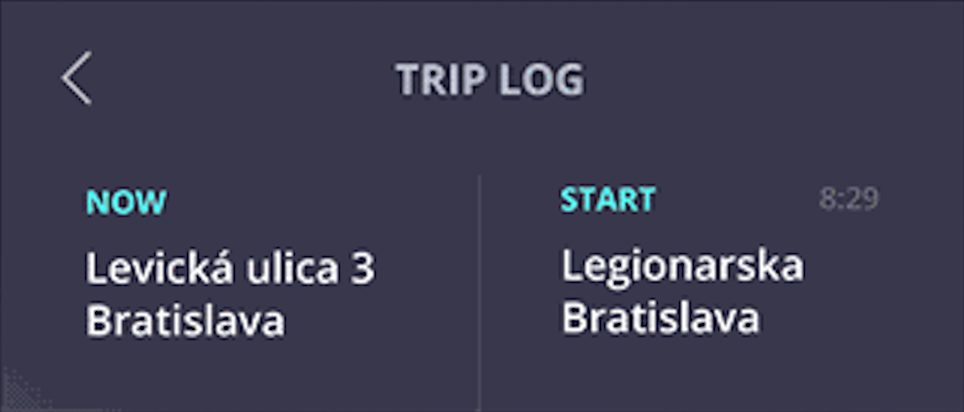 TRIP LOG
NOW
Levická ulica 3
Bratislava
START 8:29
Legionarska
Bratislava